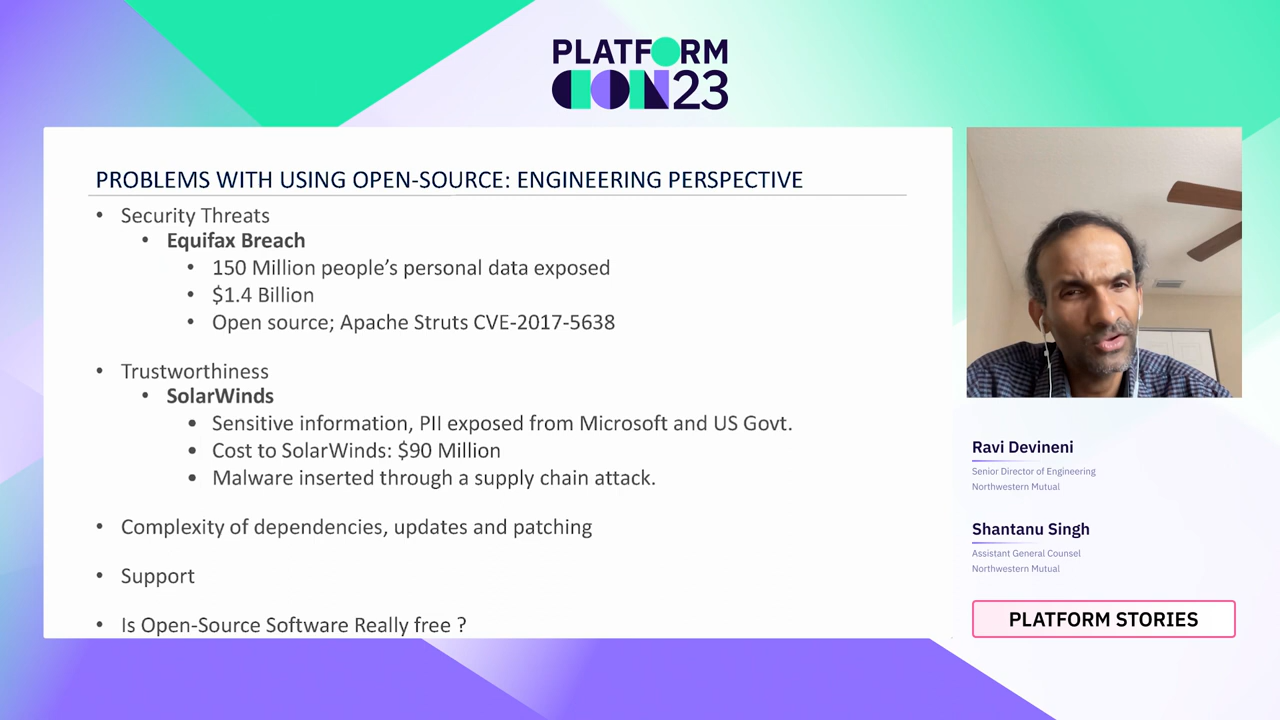 PLATFORM
CON23
PROBLEMS WITH USING OPEN-SOURCE: ENGINEERING PERSPECTIVE
• Security Threats
• Equifax Breach
• 150 Million people’s personal data exposed
• $1.4 Billion
• Open source; Apache Struts CVE-2017-5638
• Trustworthiness
• SolarWinds
• Sensitive information, PII exposed from Microsoft and US Govt.
• Cost to SolarWinds: $90 Million
• Malware inserted through a supply chain attack.
• Complexity of dependencies, updates and patching
• Support
• Is Open-Source Software Really free ?
Ravi Devineni
Senior Director of Engineering
Northwestern Mutual
Shantanu Singh
Assistant General Counsel
Northwestern Mutual
PLATFORM STORIES